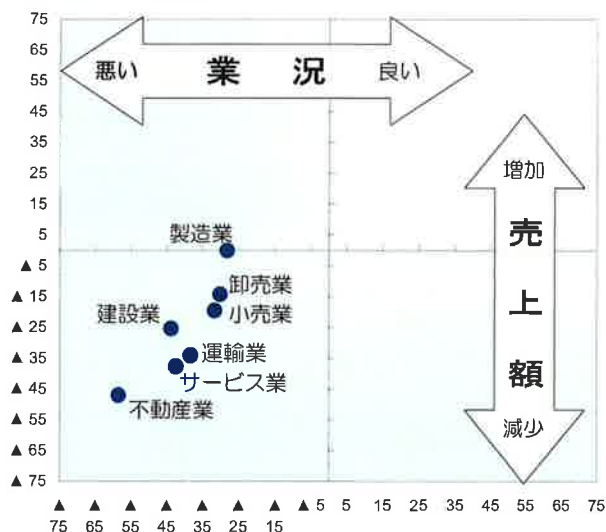 75
65
55
45
35
25
15
5
▲ 5
▲ 15
▲ 25
▲ 35
▲ 45
▲ 55
▲ 65
▲ 75
悪い 業 況 良い
増加
売
上
額
減少
製造業
卸売業
小売業
建設業
運輸業
サービス業
不動産業
▲ ▲ ▲ ▲ ▲ ▲ ▲ ▲ 5 5 15 25 35 45 55 65 75
75 65 55 45 35 25 15